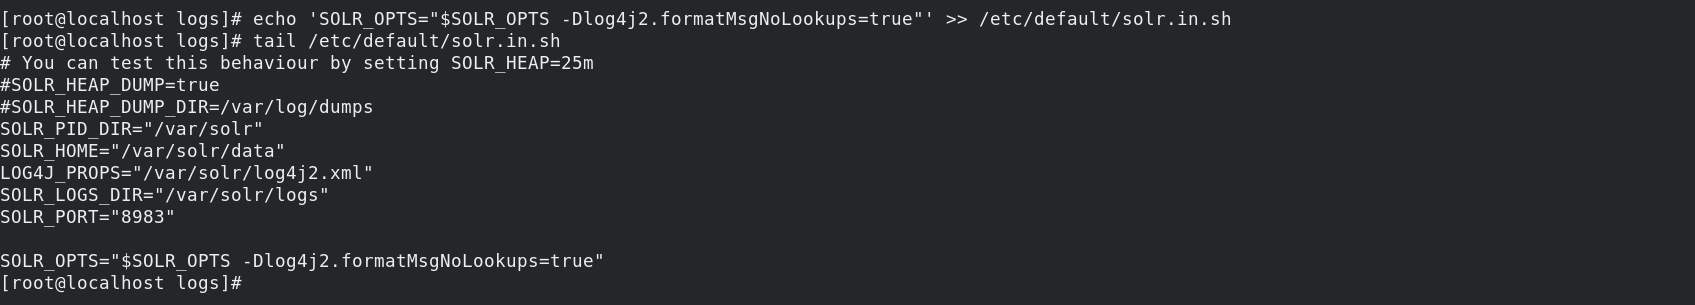 [root@localhost logs]# echo 'SOLR_OPTS="$SOLR_OPTS -Dlog4j2.formatMsgNoLookups=true"' >> /etc/default/solr.in.sh
[root@localhost logs]# tail /etc/default/solr.in.sh
# You can test this behaviour by setting SOLR_HEAP=25m
#SOLR_HEAP_DUMP=true
#SOLR_HEAP_DUMP_DIR=/var/log/dumps
SOLR_PID_DIR="/var/solr"
SOLR_HOME="/var/solr/data"
LOG4J_PROPS="/var/solr/log4j2.xml"
SOLR_LOGS_DIR="/var/solr/logs"
SOLR_PORT="8983"

SOLR_OPTS="$SOLR_OPTS -Dlog4j2.formatMsgNoLookups=true"
[root@localhost logs]#